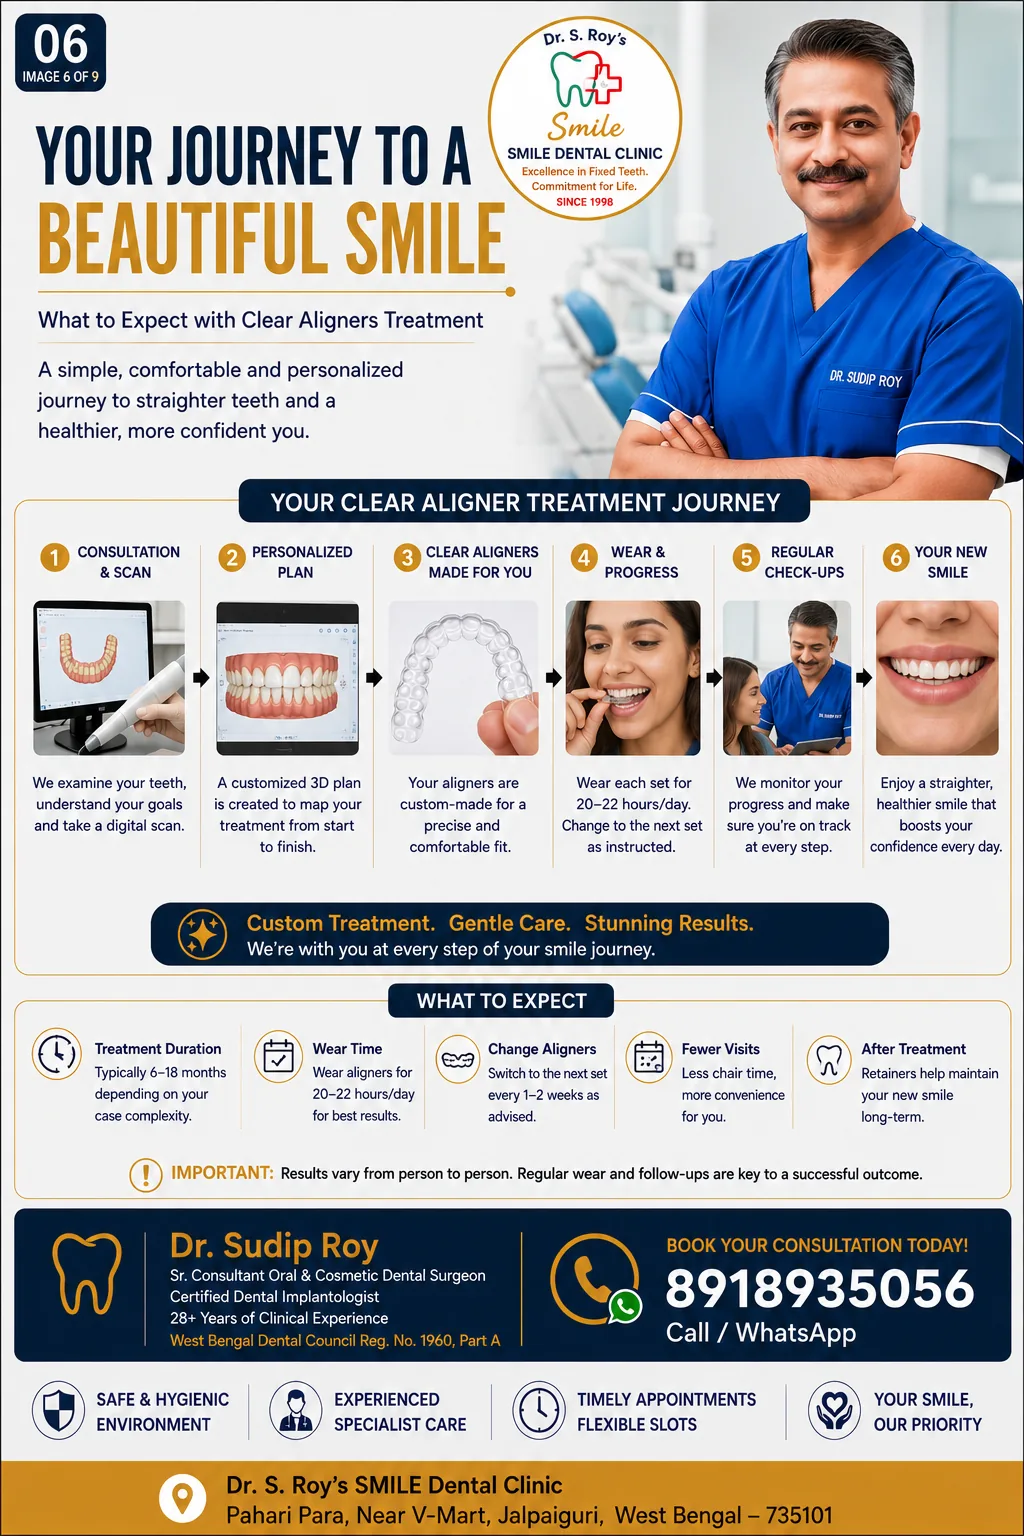 06
IMAGE 6 OF 9
Dr. S. Roy's
Smile
SMILE DENTAL CLINIC
Excellence in Fixed Teeth.
Commitment for Life.
SINCE 1998
YOUR JOURNEY TO A
BEAUTIFUL SMILE
What to Expect with Clear Aligners Treatment
A simple, comfortable and personalized
journey to straighter teeth and a
healthier, more confident you.
DR. SUDIP ROY
YOUR CLEAR ALIGNER TREATMENT JOURNEY
1 CONSULTATION
& SCAN
We examine your teeth,
understand your goals
and take a digital scan.
2 PERSONALIZED
PLAN
A customized 3D plan
is created to map your
treatment from start
to finish.
3 CLEAR ALIGNERS
MADE FOR YOU
Your aligners are
custom-made for a
precise and
comfortable fit.
4 WEAR &
PROGRESS
Wear each set for
20–22 hours/day.
Change to the next set
as instructed.
5 REGULAR
CHECK-UPS
We monitor your
progress and make
sure you're on track
at every step.
6 YOUR NEW
SMILE
Enjoy a straighter,
healthier smile that
boosts your
confidence every day.
Custom Treatment. Gentle Care. Stunning Results.
We're with you at every step of your smile journey.
WHAT TO EXPECT
Treatment Duration
Typically 6–18 months
depending on your
case complexity.
Wear Time
Wear aligners for
20–22 hours/day
for best results.
Change Aligners
Switch to the next set
every 1–2 weeks as
advised.
Fewer Visits
Less chair time,
more convenience
for you.
After Treatment
Retainers help maintain
your new smile
long-term.
IMPORTANT: Results vary from person to person. Regular wear and follow-ups are key to a successful outcome.
Dr. Sudip Roy
Sr. Consultant Oral & Cosmetic Dental Surgeon
Certified Dental Implantologist
28+ Years of Clinical Experience
West Bengal Dental Council Reg. No. 1960, Part A
BOOK YOUR CONSULTATION TODAY!
8918935056
Call / WhatsApp
SAFE & HYGIENIC
ENVIRONMENT
EXPERIENCED
SPECIALIST CARE
TIMELY APPOINTMENTS
FLEXIBLE SLOTS
YOUR SMILE,
OUR PRIORITY
Dr. S. Roy's SMILE Dental Clinic
Pahari Para, Near V-Mart, Jalpaiguri, West Bengal – 735101